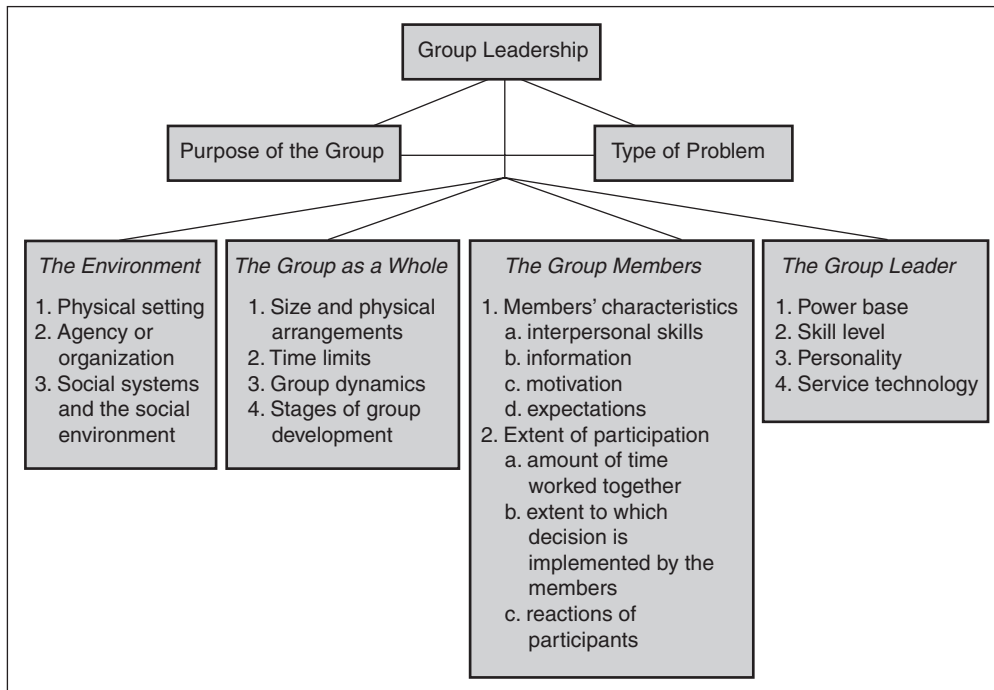 Group Leadership
Purpose of the Group
Type of Problem
The Environment
1. Physical setting
2. Agency or
organization
3. Social systems
and the social
environment
The Group as a Whole
1. Size and physical
arrangements
2. Time limits
3. Group dynamics
4. Stages of group
development
The Group Members
1. Members’ characteristics
a. interpersonal skills
b. information
c. motivation
d. expectations
2. Extent of participation
a. amount of time
worked together
b. extent to which
decision is
implemented by the
members
c. reactions of
participants
The Group Leader
1. Power base
2. Skill level
3. Personality
4. Service technology